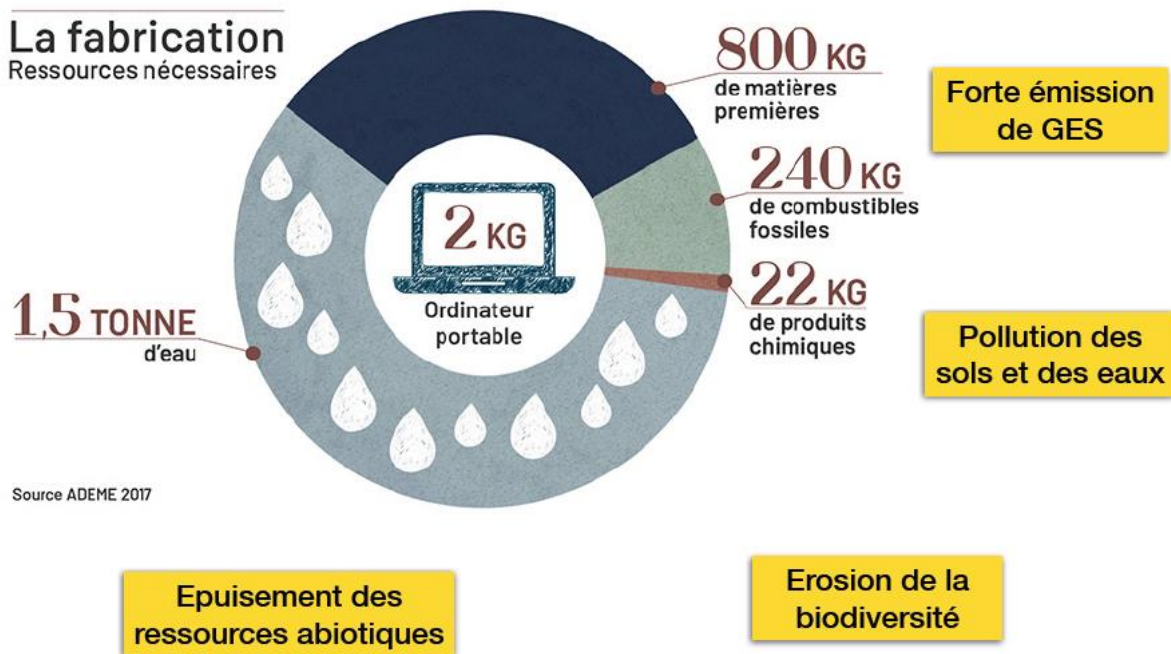 La fabrication
Ressources nécessaires
800 KG
de matières
premières
Forte émission
de GES
240 KG
de combustibles
fossiles
2 KG
Ordinateur
portable
22 KG
de produits
chimiques
1,5 TONNE
d'eau
Pollution des
sols et des eaux
Source ADEME 2017
Epuisement des
ressources abiotiques
Erosion de la
biodiversité